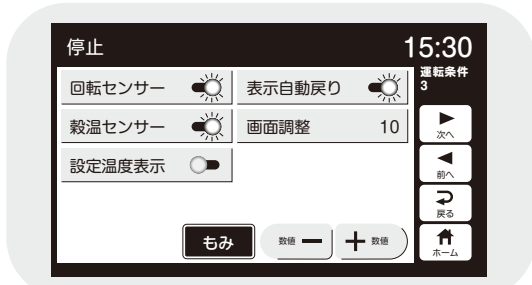 停止
15:30
運転条件
3
回転センサー
表示自動戻り
穀温センサー
画面調整 10
設定温度表示
もみ
数値 ー
＋ 数値
次へ
前へ
戻る
ホーム